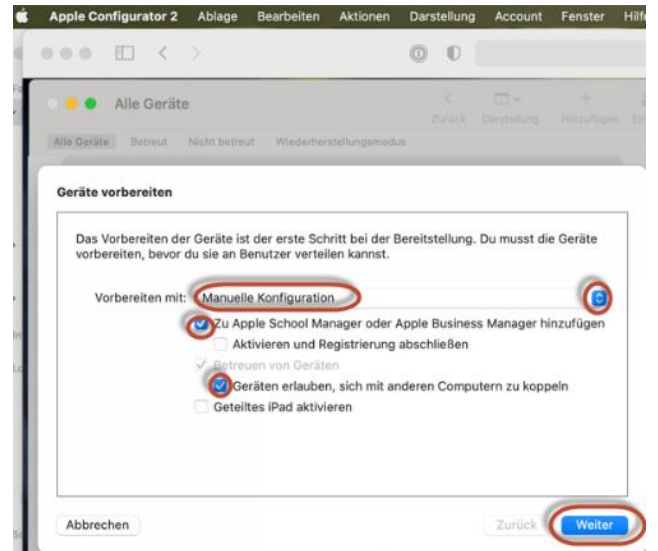 Apple Configurator 2 Ablage Bearbeiten Aktionen Darstellung Account Fenster Hilfe
Alle Geräte
Zurück Darstellung Hinzufügen
Alle Geräte Betreut Nicht betreut Wiederherstellungsmodus
Geräte vorbereiten
Das Vorbereiten der Geräte ist der erste Schritt bei der Bereitstellung. Du musst die Geräte
vorbereiten, bevor du sie an Benutzer verteilen kannst.
Vorbereiten mit: Manuelle Konfiguration
Zu Apple School Manager oder Apple Business Manager hinzufügen
Aktivieren und Registrierung abschließen
Betreuen von Geräten
Geräten erlauben, sich mit anderen Computern zu koppeln
Geteiltes iPad aktivieren
Abbrechen Zurück Weiter